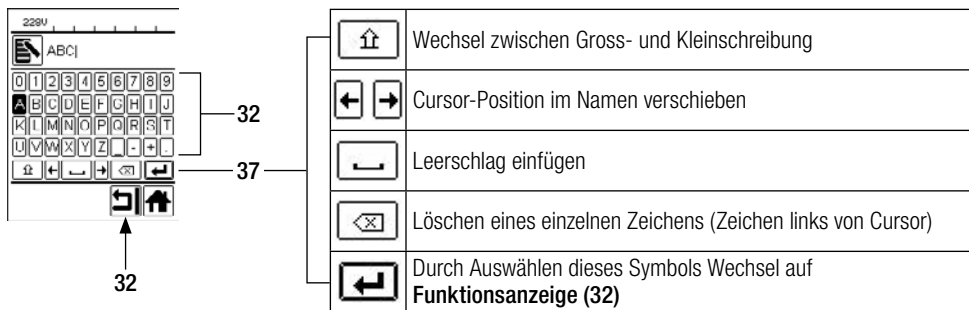 228V
ABC|
0 1 2 3 4 5 6 7 8 9
A B C D E F G H I J
K L M N O P Q R S T
U V W X Y Z _ - + .
32
37
32
Wechsel zwischen Gross- und Kleinschreibung
Cursor-Position im Namen verschieben
Leerschlag einfügen
Löschen eines einzelnen Zeichens (Zeichen links von Cursor)
Durch Auswählen dieses Symbols Wechsel auf
Funktionsanzeige (32)